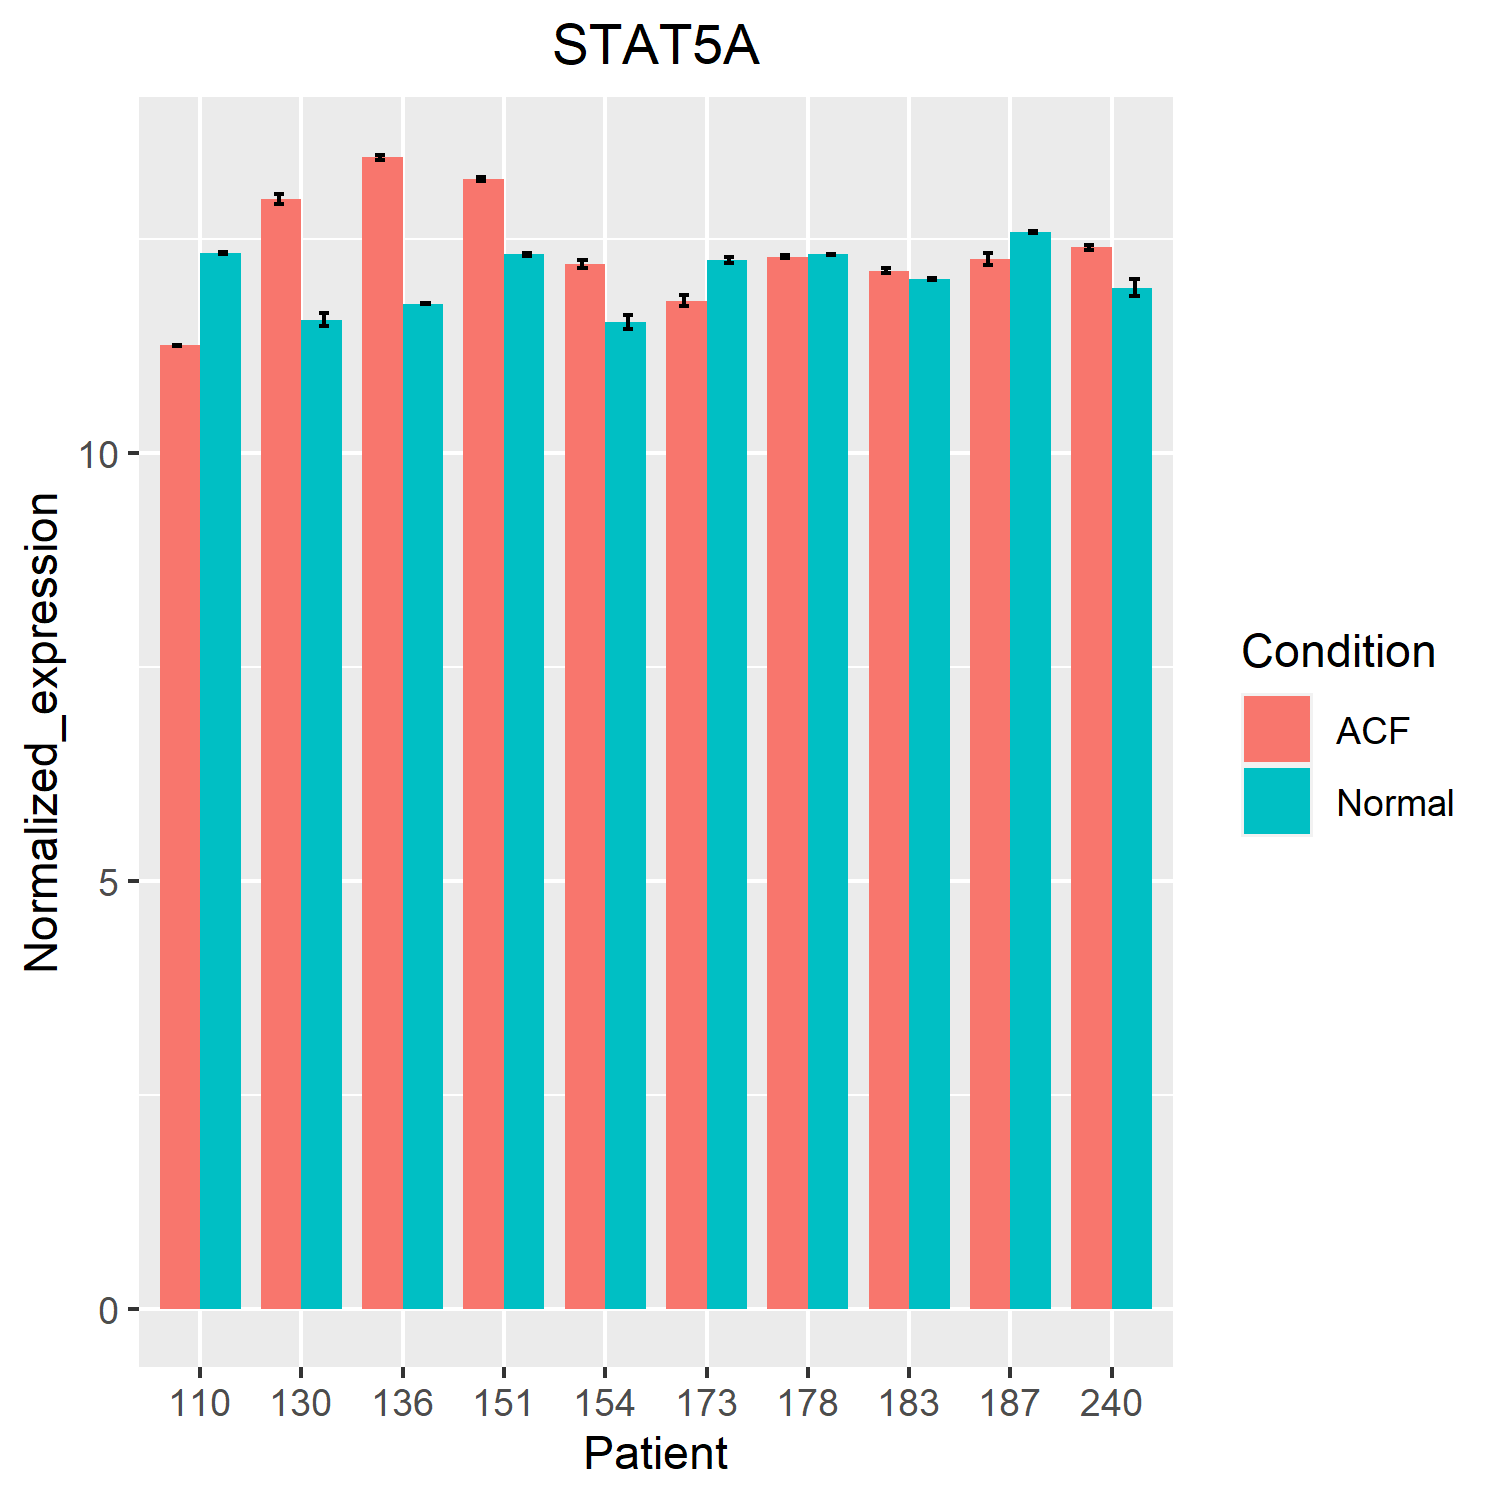 STAT5A
Normalized_expression
10
5
0
110 130 136 151 154 173 178 183 187 240
Patient
Condition
ACF
Normal